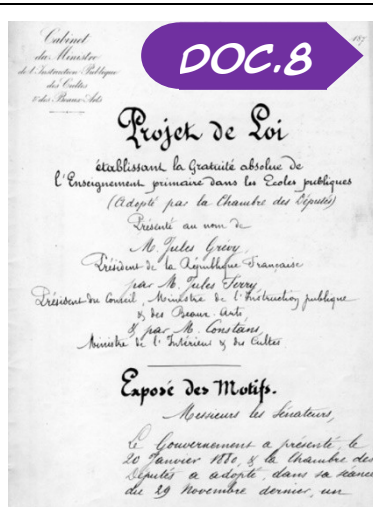 Cabinet
du Ministre
de l'Instruction Publique
des Cultes
& des Beaux-Arts
DOC.8
187
Projet de Loi
établissant la Gratuité absolue de
l'Enseignement primaire dans les Ecoles publiques
(Adopté par la Chambre des Députés)
Présenté au nom de
M. Jules Grévy,
Président de la République Française
par M. Jules Ferry,
Président du Conseil, Ministre de l'Instruction publique
& des Beaux-Arts,
& par M. Constans,
Ministre de l'Intérieur & des Cultes
Exposé des Motifs.
Messieurs les Sénateurs,
Le Gouvernement a présenté, le
20 Janvier 1880, & la Chambre des
Députés a adopté, dans sa séance
du 29 Novembre dernier, un